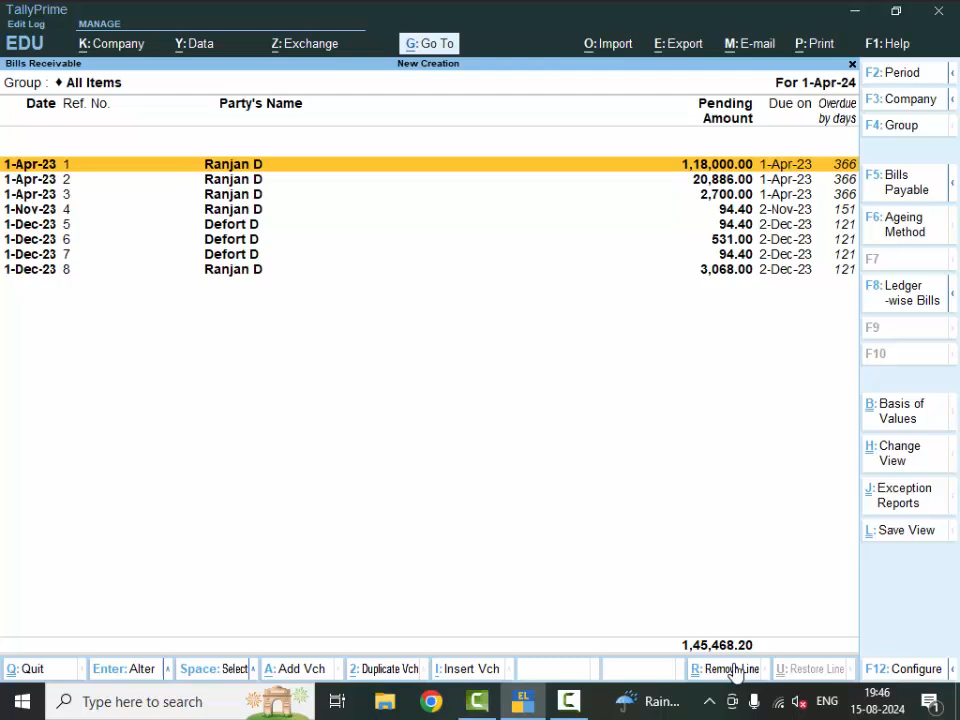 TallyPrime
Edit Log
MANAGE
EDU
K: Company
Y: Data
Z: Exchange
G: Go To
O: Import
E: Export
M: E-mail
P: Print
F1: Help
Bills Receivable
New Creation
Group : ♦ All Items
For 1-Apr-24
Date Ref. No. Party's Name Pending Amount Due on Overdue by days
1-Apr-23 1 Ranjan D 1,18,000.00 1-Apr-23 366
1-Apr-23 2 Ranjan D 20,886.00 1-Apr-23 366
1-Apr-23 3 Ranjan D 2,700.00 1-Apr-23 366
1-Nov-23 4 Ranjan D 94.40 2-Nov-23 151
1-Dec-23 5 Defort D 94.40 2-Dec-23 121
1-Dec-23 6 Defort D 531.00 2-Dec-23 121
1-Dec-23 7 Defort D 94.40 2-Dec-23 121
1-Dec-23 8 Ranjan D 3,068.00 2-Dec-23 121
1,45,468.20
F2: Period
F3: Company
F4: Group
F5: Bills
Payable
F6: Ageing
Method
F7
F8: Ledger
-wise Bills
F9
F10
B: Basis of
Values
H: Change
View
J: Exception
Reports
L: Save View
Q: Quit
Enter: Alter
Space: Select
A: Add Vch
2: Duplicate Vch
I: Insert Vch
R: Remove Line
U: Restore Line
F12: Configure
Type here to search
EL
Rain...
ENG
19:46
15-08-2024
1